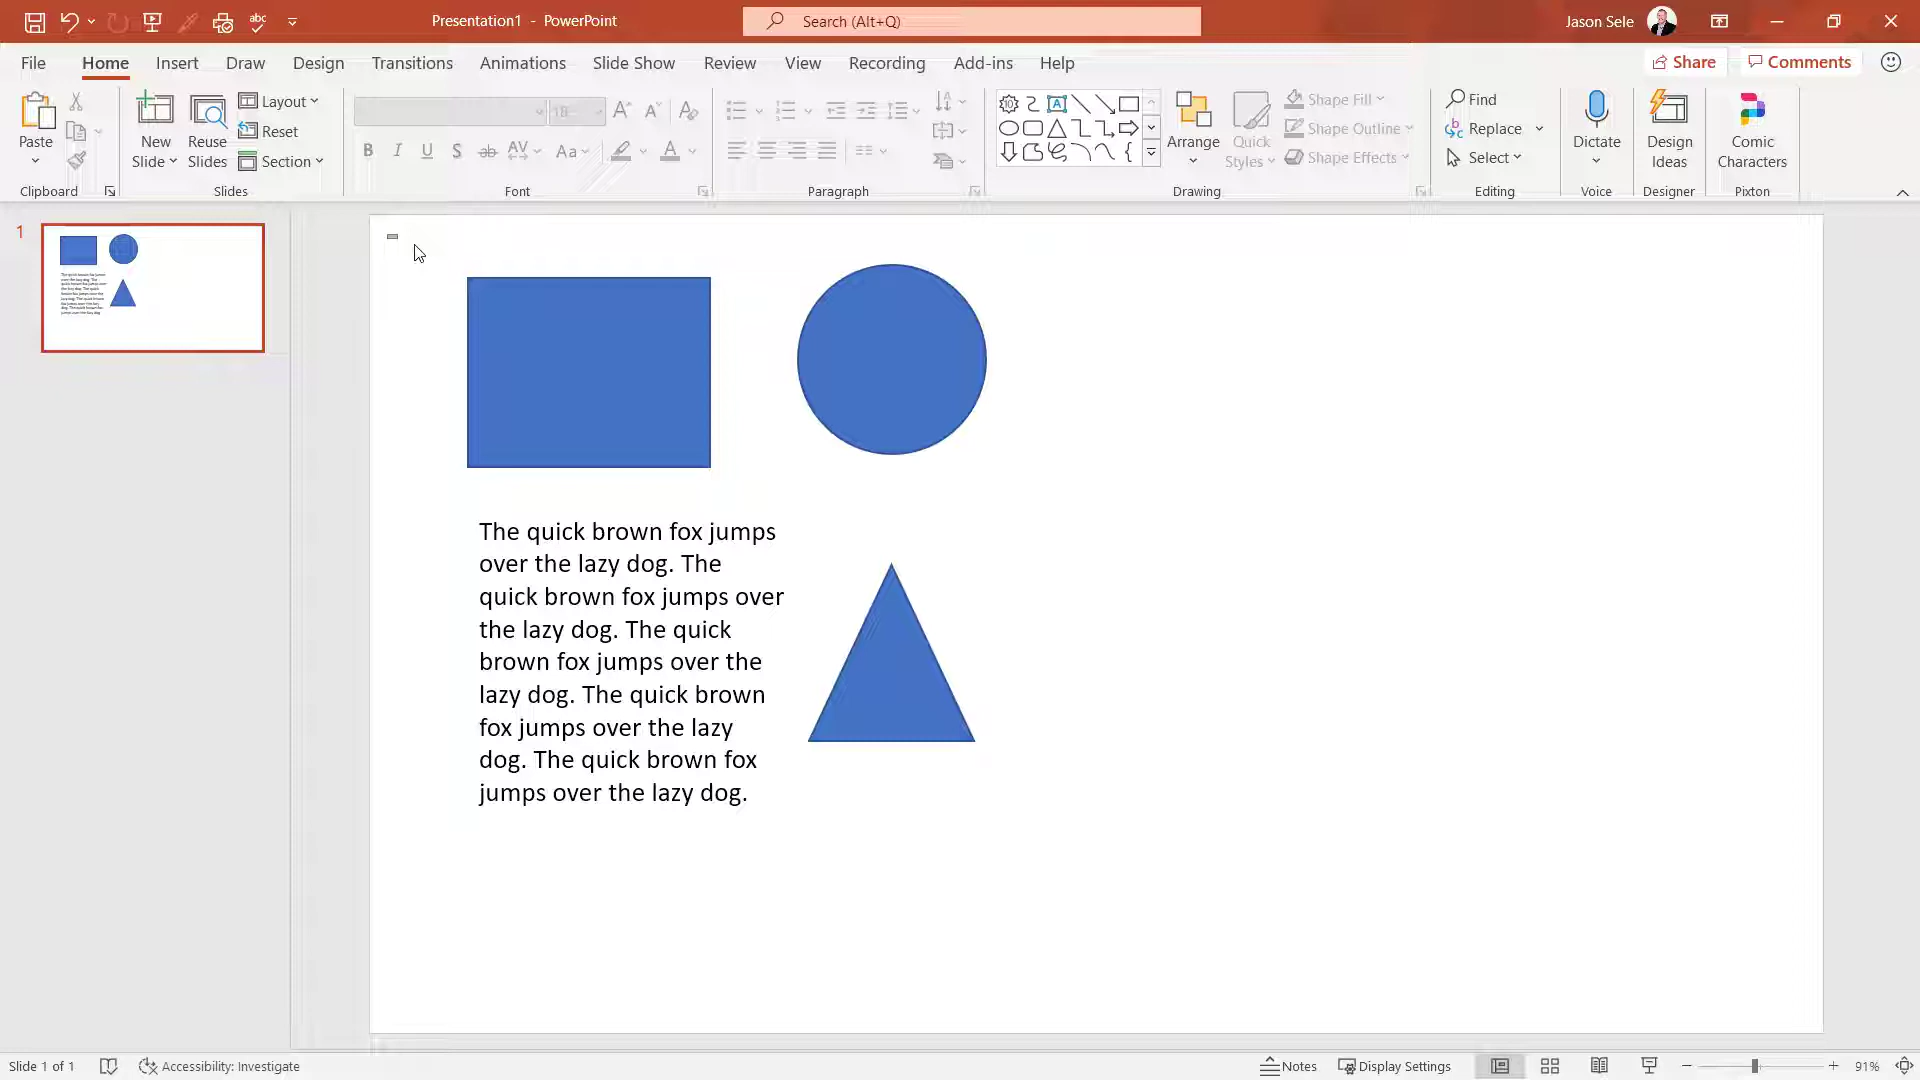 Presentation1 - PowerPoint
Search (Alt+Q)
Jason Sele
File Home Insert Draw Design Transitions Animations Slide Show Review View Recording Add-ins Help
Share
Comments
Paste
Clipboard
New Slide
Reuse Slides
Layout
Reset
Section
Slides
18
Font
Paragraph
Arrange
Quick Styles
Shape Fill
Shape Outline
Shape Effects
Drawing
Find
Replace
Select
Editing
Dictate
Voice
Design Ideas
Designer
Comic Characters
Pixton
1
The quick brown fox jumps
over the lazy dog. The
quick brown fox jumps over
the lazy dog. The quick
brown fox jumps over the
lazy dog. The quick brown
fox jumps over the lazy
dog. The quick brown fox
jumps over the lazy dog.
Slide 1 of 1
Accessibility: Investigate
Notes
Display Settings
91%